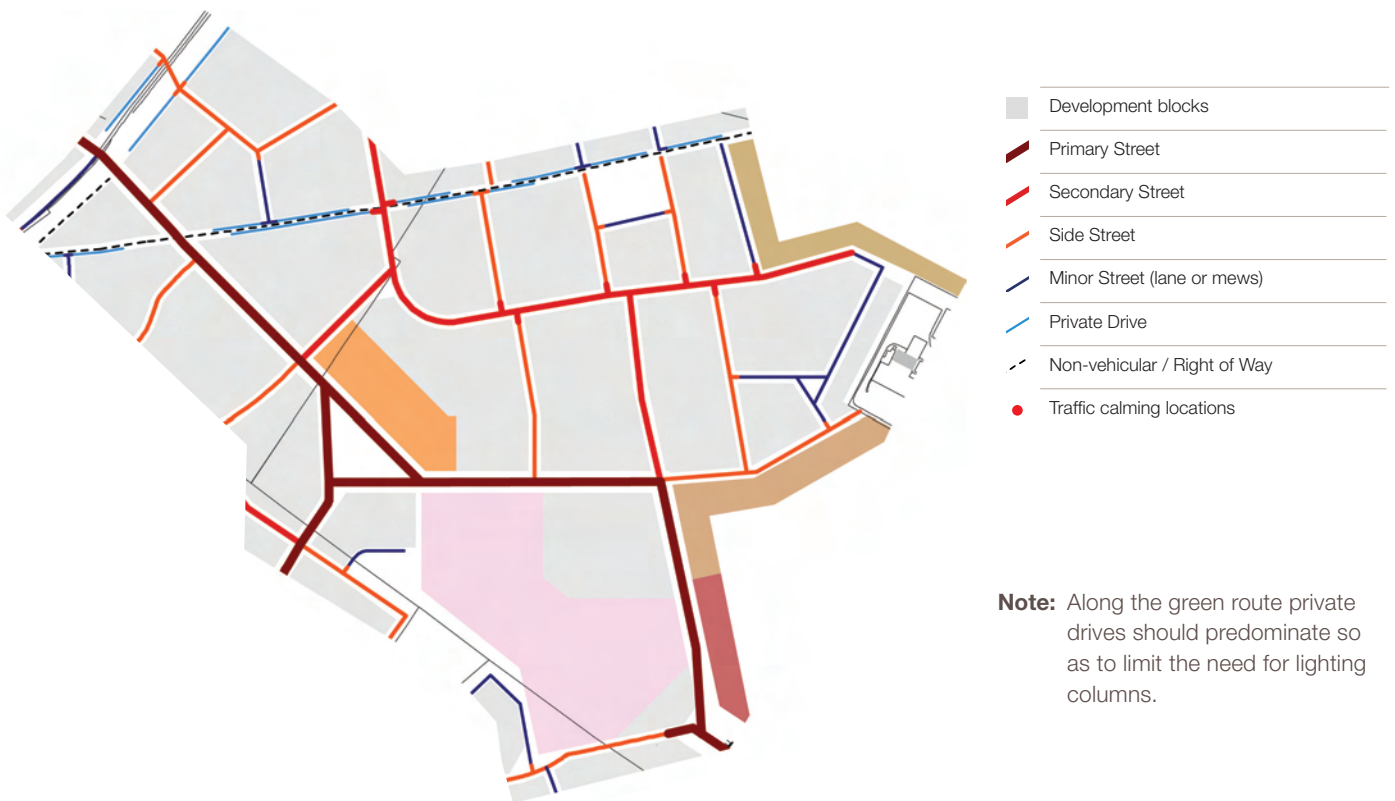 Development blocks
Primary Street
Secondary Street
Side Street
Minor Street (lane or mews)
Private Drive
Non-vehicular / Right of Way
Traffic calming locations
Note: Along the green route private
drives should predominate so
as to limit the need for lighting
columns.